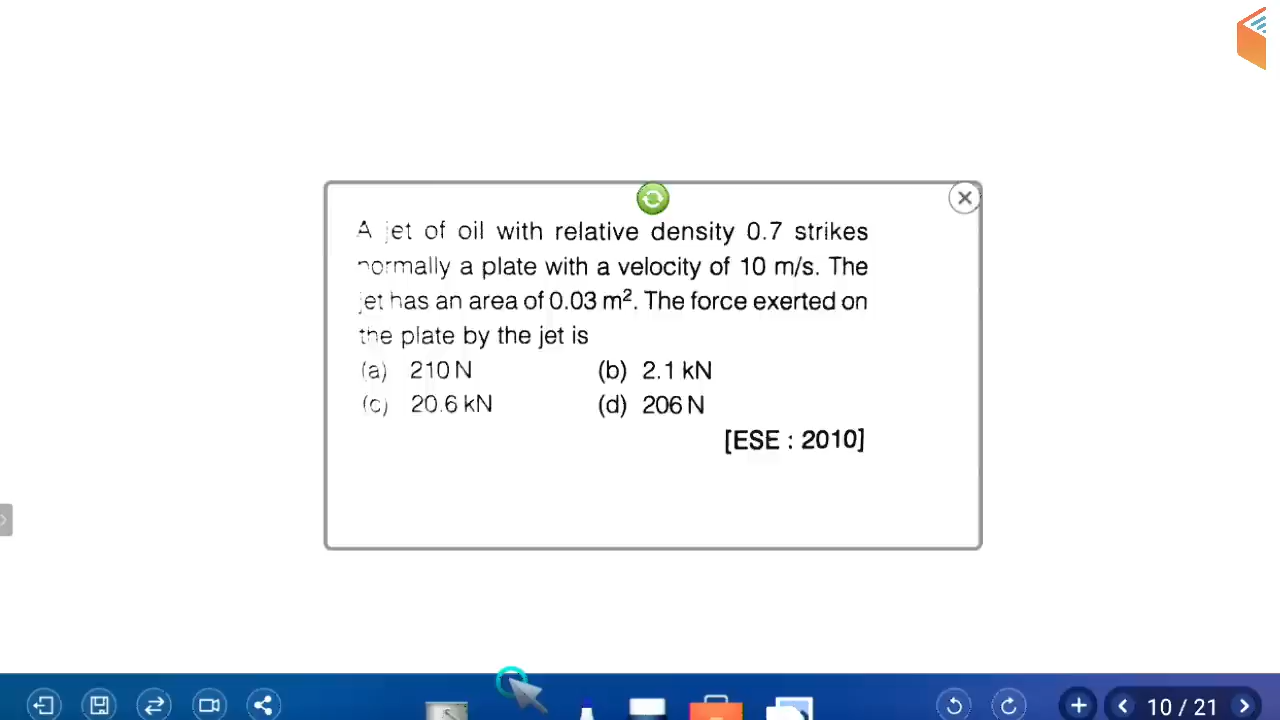 A jet of oil with relative density 0.7 strikes
normally a plate with a velocity of 10 m/s. The
jet has an area of 0.03 m². The force exerted on
the plate by the jet is
(a) 210 N (b) 2.1 kN
(c) 20.6 kN (d) 206 N
[ESE : 2010]
10 / 21